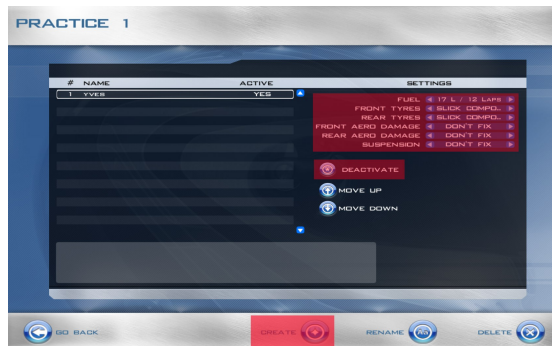 PRACTICE 1
# NAME ACTIVE SETTINGS
1 YVES YES
FUEL 17 L / 12 LAPS
FRONT TYRES SLICK COMPO..
REAR TYRES SLICK COMPO..
FRONT AERO DAMAGE DON'T FIX
REAR AERO DAMAGE DON'T FIX
SUSPENSION DON'T FIX
DEACTIVATE
MOVE UP
MOVE DOWN
GO BACK CREATE RENAME DELETE